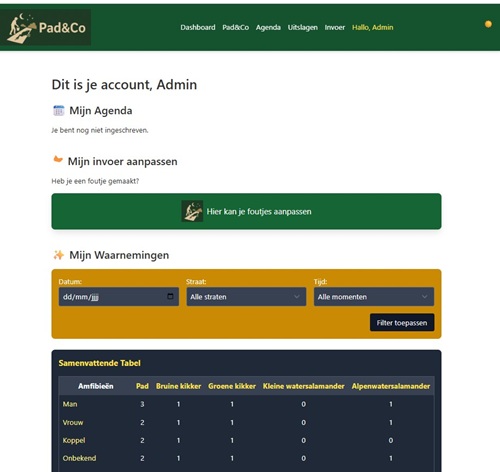 Pad&Co
Dashboard Pad&Co Agenda Uitslagen Invoer Hallo, Admin
Dit is je account, Admin
Mijn Agenda
Je bent nog niet ingeschreven.
Mijn invoer aanpassen
Heb je een foutje gemaakt?
Hier kan je foutjes aanpassen
Mijn Waarnemingen
Datum: Straat: Tijd:
dd/mm/jjjj Alle straten Alle momenten
Filter toepassen
Samenvattende Tabel
Amfibieën Pad Bruine kikker Groene kikker Kleine watersalamander Alpenwatersalamander
Man 3 1 1 0 1
Vrouw 2 1 1 0 1
Koppel 2 1 1 0 0
Onbekend 2 1 1 0 1